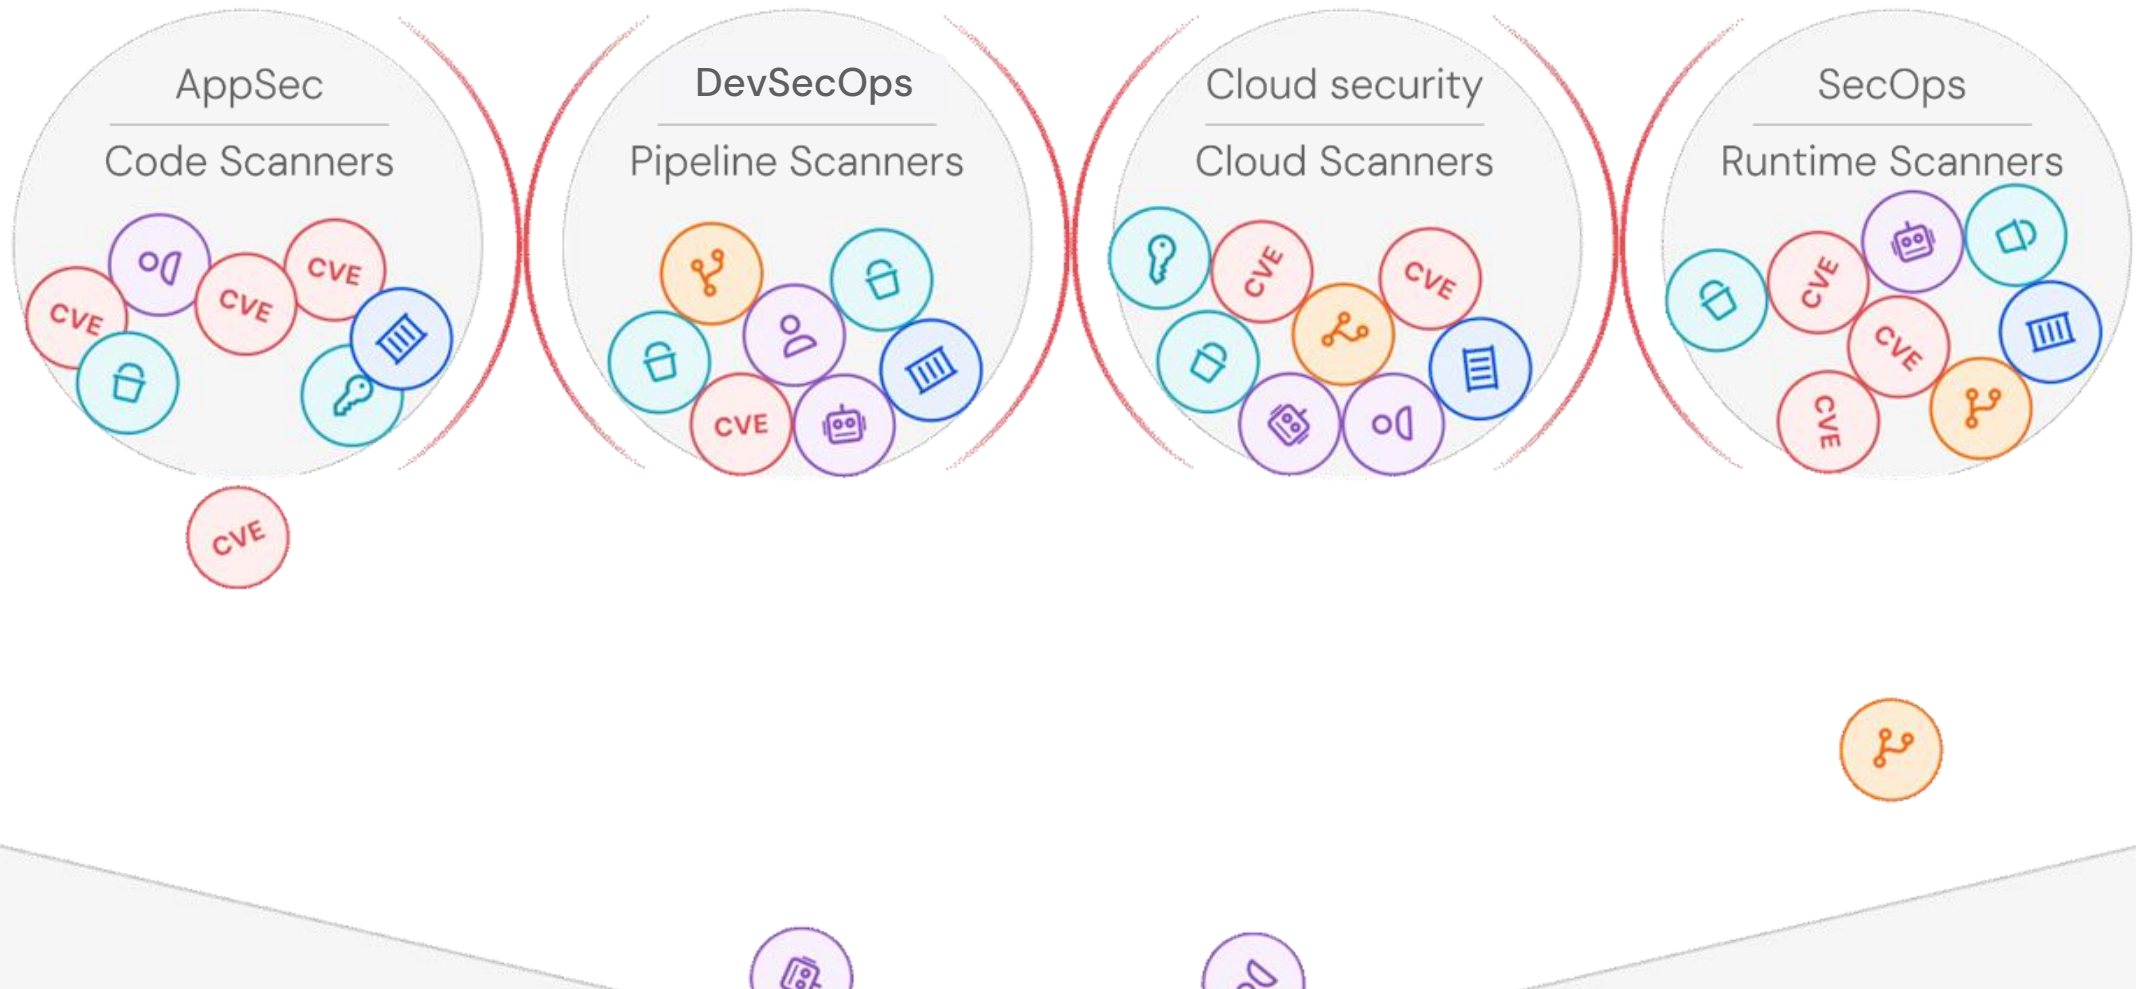 AppSec
Code Scanners
CVE
CVE
CVE
DevSecOps
Pipeline Scanners
CVE
Cloud security
Cloud Scanners
CVE
CVE
SecOps
Runtime Scanners
CVE
CVE
CVE
CVE